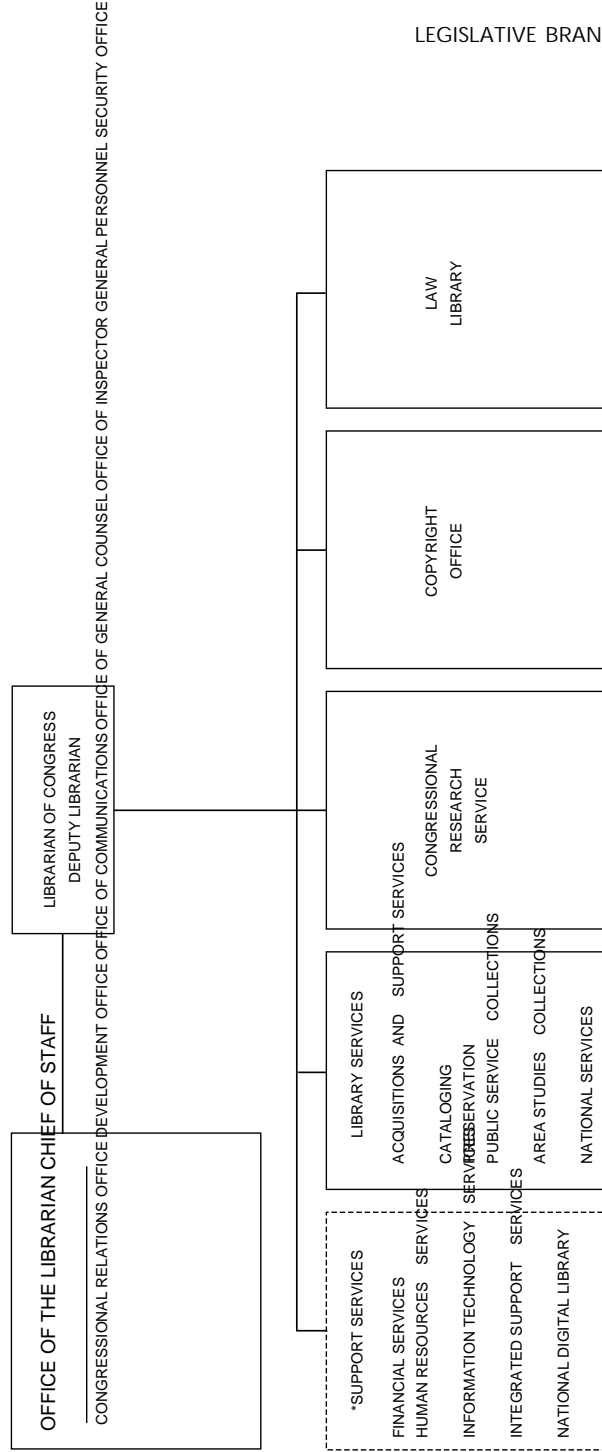 LEGISLATIVE BRAN
OFFICE OF THE LIBRARIAN CHIEF OF STAFF
CONGRESSIONAL RELATIONS OFFICE DEVELOPMENT OFFICE OFFICE OF COMMUNICATIONS OFFICE OF GENERAL COUNSEL OFFICE OF INSPECTOR GENERAL PERSONNEL SECURITY OFFICE
LIBRARIAN OF CONGRESS
DEPUTY LIBRARIAN
*SUPPORT SERVICES
FINANCIAL SERVICES
HUMAN RESOURCES SERVICES
INFORMATION TECHNOLOGY SERVICES
INTEGRATED SUPPORT SERVICES
NATIONAL DIGITAL LIBRARY
LIBRARY SERVICES
ACQUISITIONS AND SUPPORT SERVICES
CATALOGING
PRESERVATION
PUBLIC SERVICE COLLECTIONS
AREA STUDIES COLLECTIONS
NATIONAL SERVICES
CONGRESSIONAL
RESEARCH
SERVICE
COPYRIGHT
OFFICE
LAW
LIBRARY